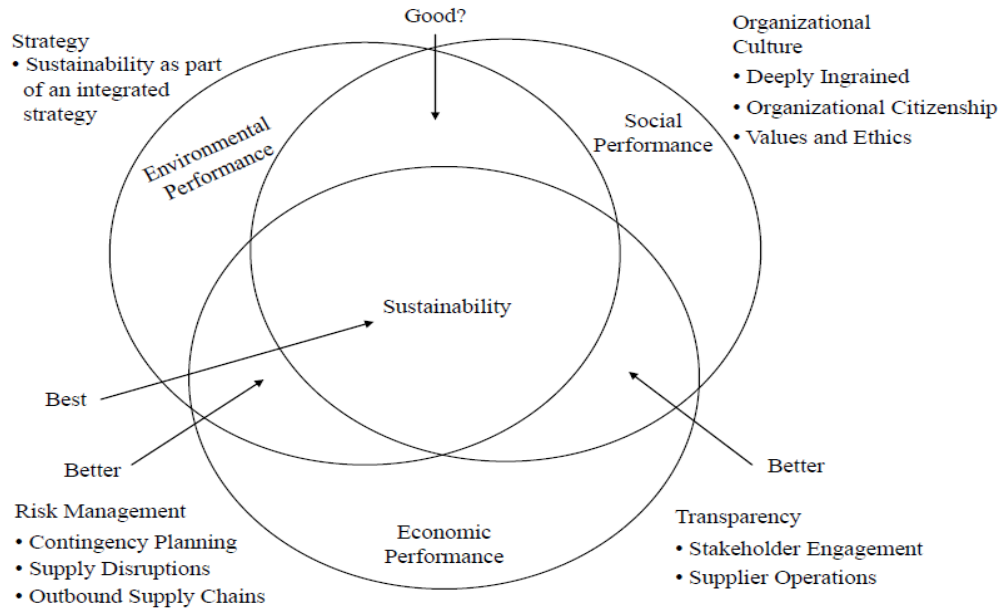 Good?
Strategy
• Sustainability as part
of an integrated
strategy
Organizational
Culture
• Deeply Ingrained
• Organizational Citizenship
• Values and Ethics
Environmental
Performance
Social
Performance
Sustainability
Best
Better
Better
Risk Management
• Contingency Planning
• Supply Disruptions
• Outbound Supply Chains
Economic
Performance
Transparency
• Stakeholder Engagement
• Supplier Operations